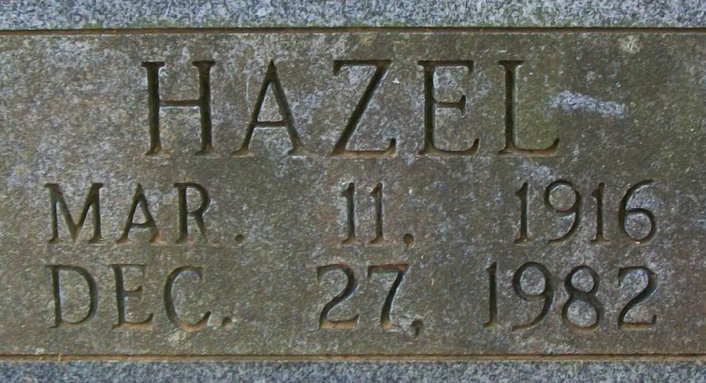 HAZEL
MAR. 11, 1916
DEC. 27, 1982